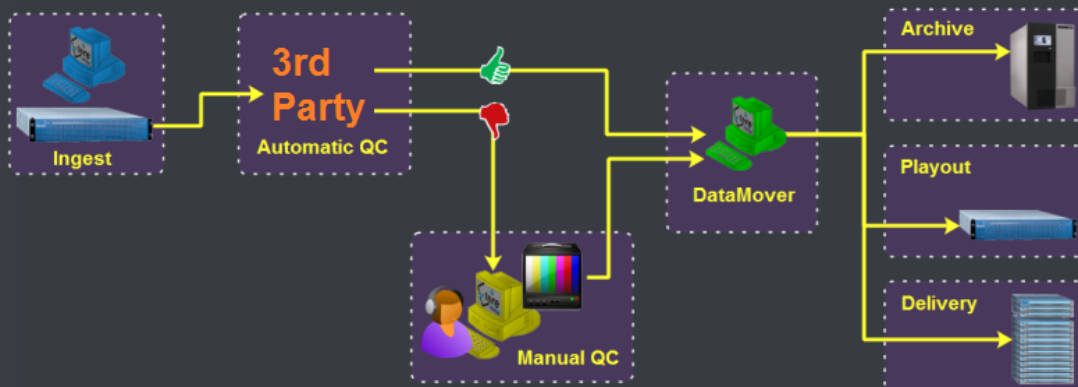 Ingest
3rd
Party
Automatic QC
Manual QC
DataMover
Archive
Playout
Delivery